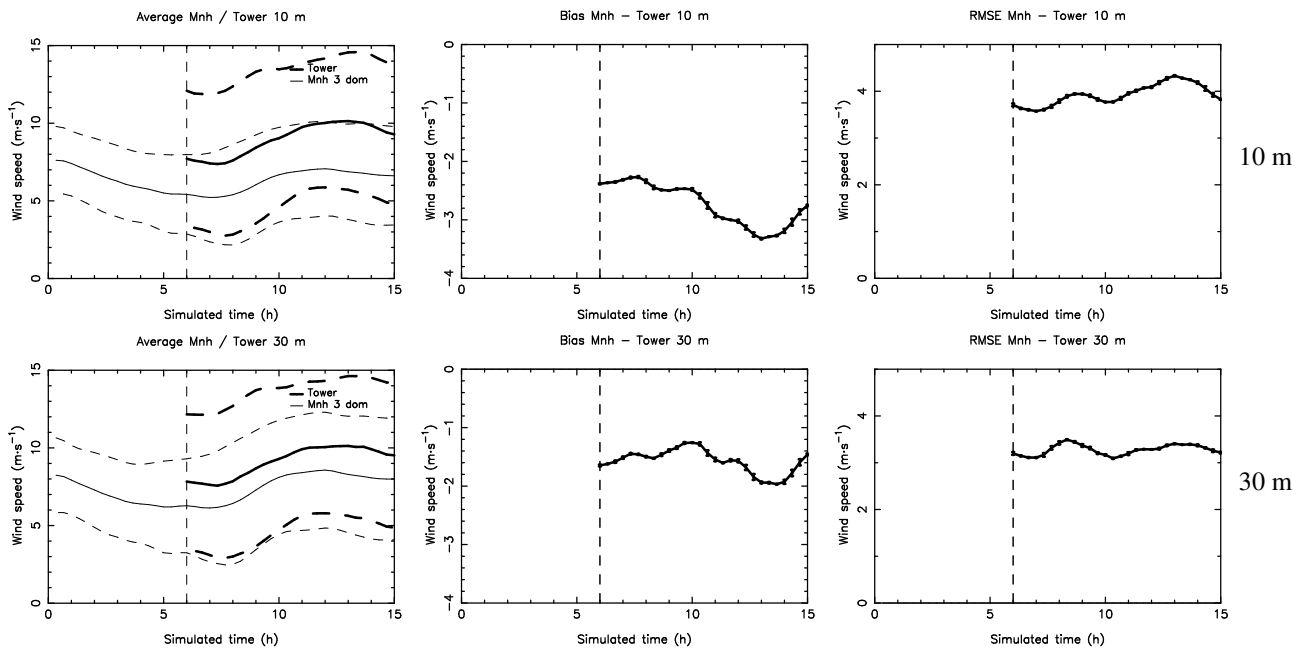 Average Mnh / Tower 10 m
Bias Mnh − Tower 10 m
RMSE Mnh − Tower 10 m
Wind speed (m·s⁻¹)
15
10
5
0
Tower
Mnh 3 dom
0 5 10 15
Simulated time (h)
Wind speed (m·s⁻¹)
0
−1
−2
−3
−4
0 5 10 15
Simulated time (h)
Wind speed (m·s⁻¹)
4
2
0
0 5 10 15
Simulated time (h)
10 m
Average Mnh / Tower 30 m
Bias Mnh − Tower 30 m
RMSE Mnh − Tower 30 m
Wind speed (m·s⁻¹)
15
10
5
0
Tower
Mnh 3 dom
0 5 10 15
Simulated time (h)
Wind speed (m·s⁻¹)
0
−1
−2
−3
−4
0 5 10 15
Simulated time (h)
Wind speed (m·s⁻¹)
4
2
0
0 5 10 15
Simulated time (h)
30 m